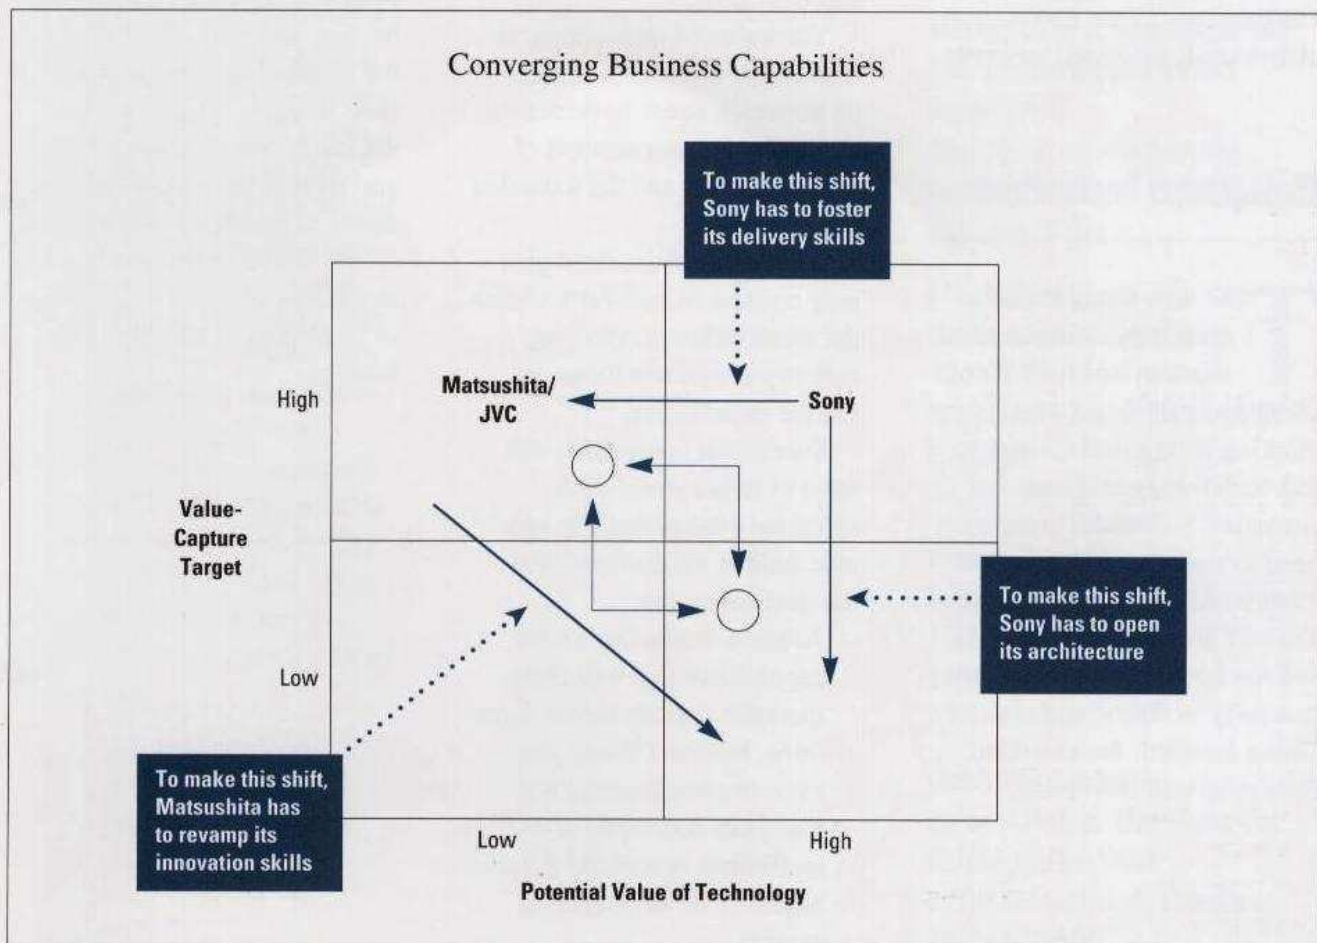 Converging Business Capabilities
To make this shift,
Sony has to foster
its delivery skills
High
Matsushita/
JVC
Sony
Value-
Capture
Target
To make this shift,
Sony has to open
its architecture
Low
To make this shift,
Matsushita has
to revamp its
innovation skills
Low
High
Potential Value of Technology